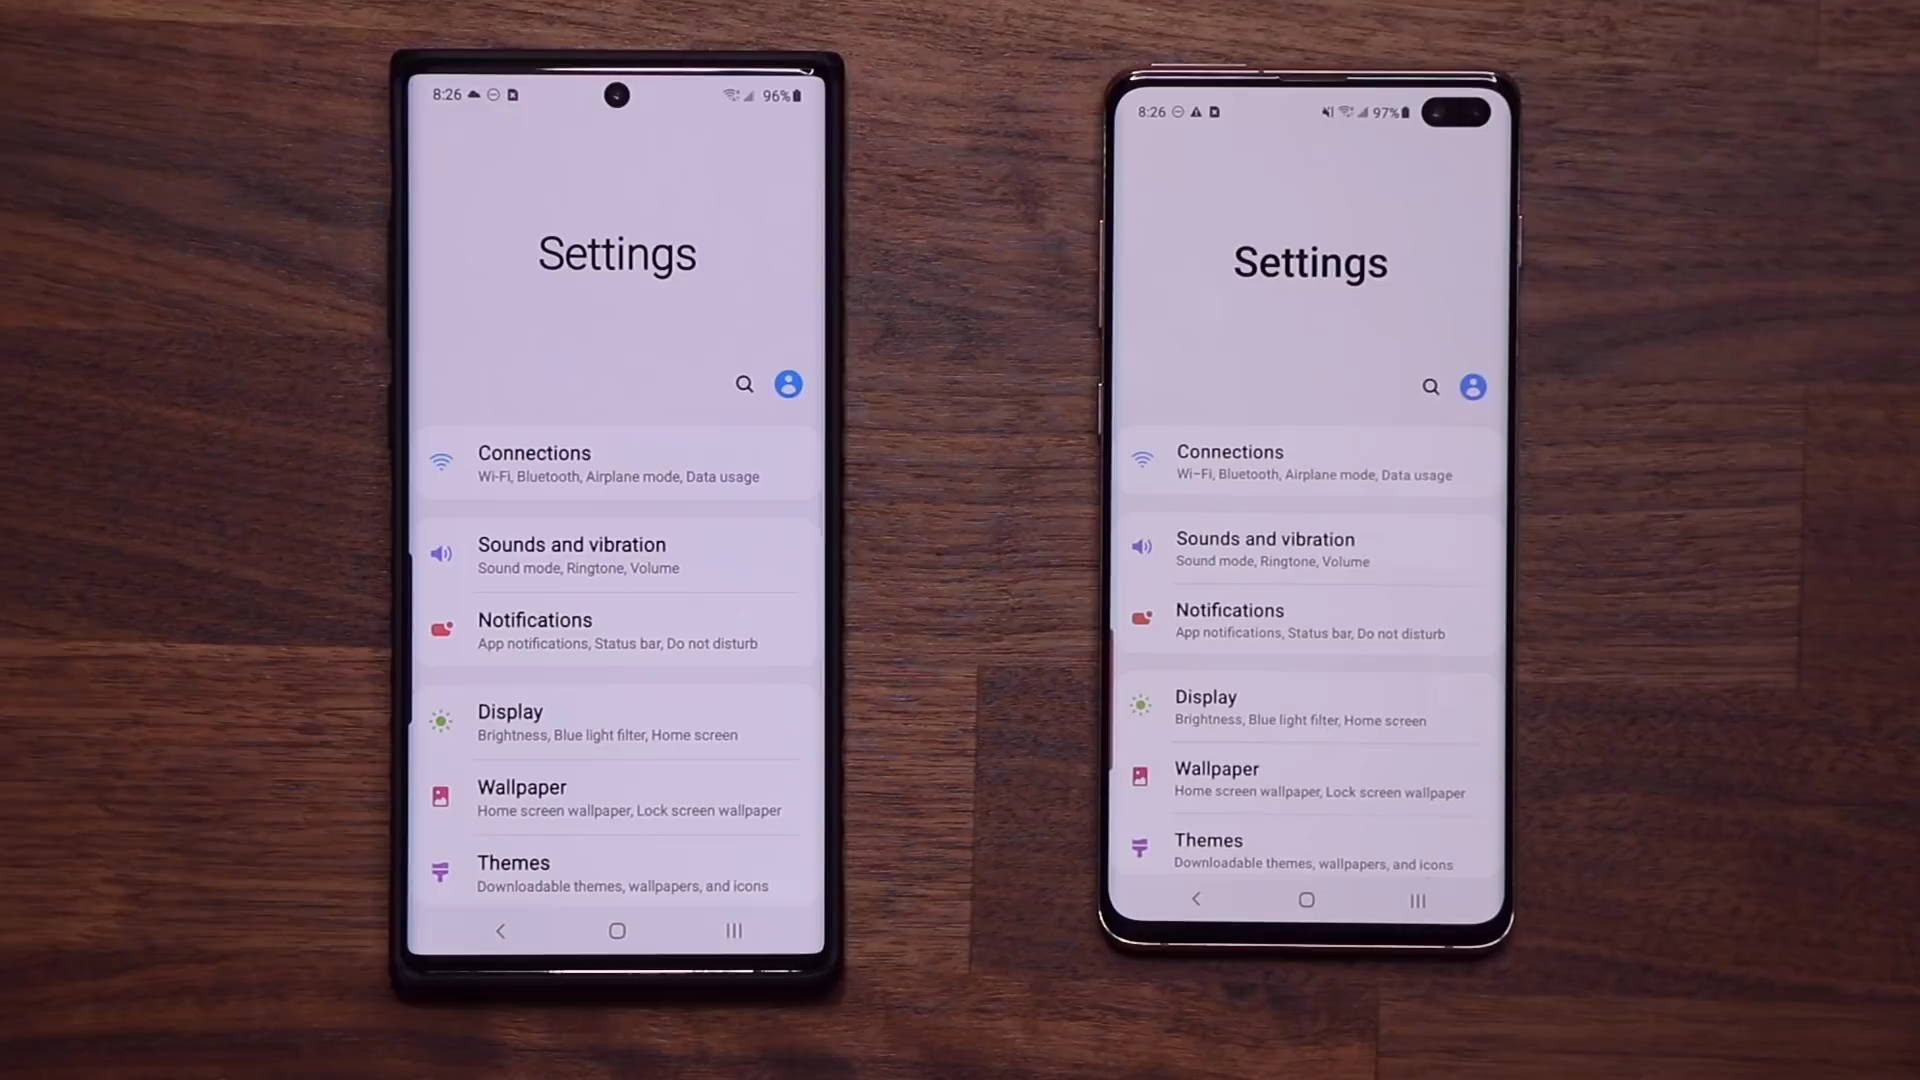 8:26
96%
Settings
Connections
Wi-Fi, Bluetooth, Airplane mode, Data usage
Sounds and vibration
Sound mode, Ringtone, Volume
Notifications
App notifications, Status bar, Do not disturb
Display
Brightness, Blue light filter, Home screen
Wallpaper
Home screen wallpaper, Lock screen wallpaper
Themes
Downloadable themes, wallpapers, and icons
8:26
97%
Settings
Connections
Wi-Fi, Bluetooth, Airplane mode, Data usage
Sounds and vibration
Sound mode, Ringtone, Volume
Notifications
App notifications, Status bar, Do not disturb
Display
Brightness, Blue light filter, Home screen
Wallpaper
Home screen wallpaper, Lock screen wallpaper
Themes
Downloadable themes, wallpapers, and icons